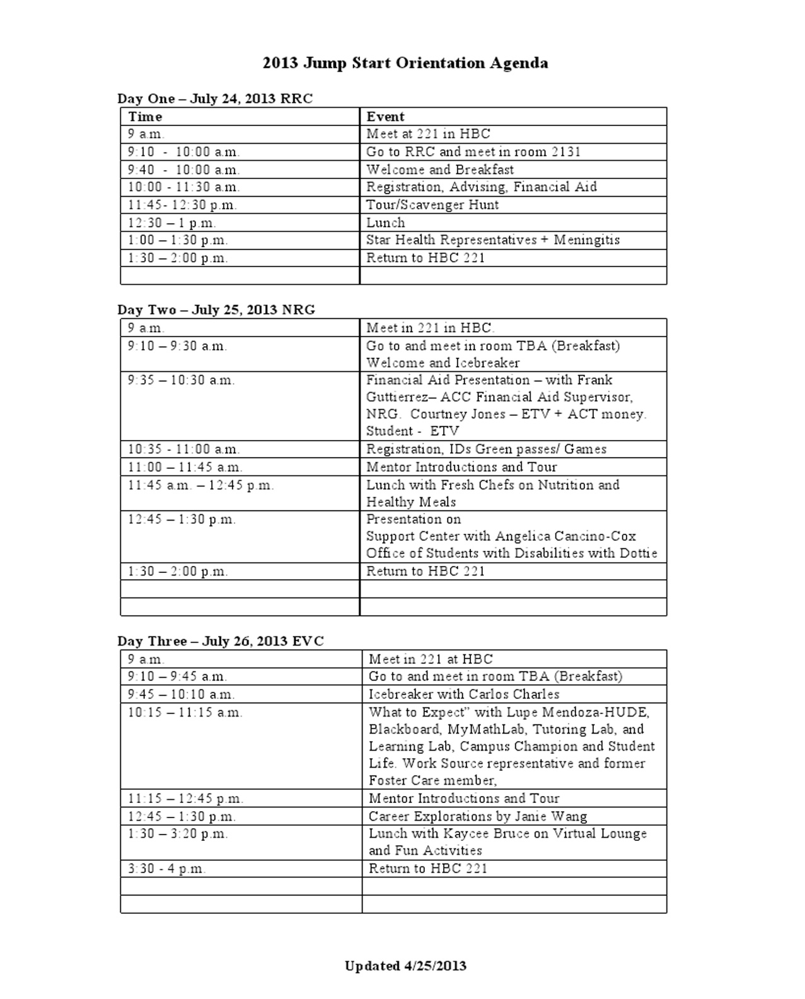 2013 Jump Start Orientation Agenda
Day One – July 24, 2013 RRC
Time Event
9 a.m. Meet at 221 in HBC
9:10 - 10:00 a.m. Go to RRC and meet in room 2131
9:40 - 10:00 a.m. Welcome and Breakfast
10:00 - 11:30 a.m. Registration, Advising, Financial Aid
11:45- 12:30 p.m. Tour/Scavenger Hunt
12:30 – 1 p.m. Lunch
1:00 – 1:30 p.m. Star Health Representatives + Meningitis
1:30 – 2:00 p.m. Return to HBC 221
Day Two – July 25, 2013 NRG
9 a.m. Meet in 221 in HBC.
9:10 – 9:30 a.m. Go to and meet in room TBA (Breakfast)
Welcome and Icebreaker
9:35 – 10:30 a.m. Financial Aid Presentation – with Frank
Guttierrez– ACC Financial Aid Supervisor,
NRG. Courtney Jones – ETV + ACT money.
Student - ETV
10:35 - 11:00 a.m. Registration, IDs Green passes/ Games
11:00 – 11:45 a.m. Mentor Introductions and Tour
11:45 a.m. – 12:45 p.m. Lunch with Fresh Chefs on Nutrition and
Healthy Meals
12:45 – 1:30 p.m. Presentation on
Support Center with Angelica Cancino-Cox
Office of Students with Disabilities with Dottie
1:30 – 2:00 p.m. Return to HBC 221
Day Three – July 26, 2013 EVC
9 a.m. Meet in 221 at HBC
9:10 – 9:45 a.m. Go to and meet in room TBA (Breakfast)
9:45 – 10:10 a.m. Icebreaker with Carlos Charles
10:15 – 11:15 a.m. What to Expect” with Lupe Mendoza-HUDE,
Blackboard, MyMathLab, Tutoring Lab, and
Learning Lab, Campus Champion and Student
Life. Work Source representative and former
Foster Care member,
11:15 – 12:45 p.m. Mentor Introductions and Tour
12:45 – 1:30 p.m. Career Explorations by Janie Wang
1:30 – 3:20 p.m. Lunch with Kaycee Bruce on Virtual Lounge
and Fun Activities
3:30 - 4 p.m. Return to HBC 221
Updated 4/25/2013